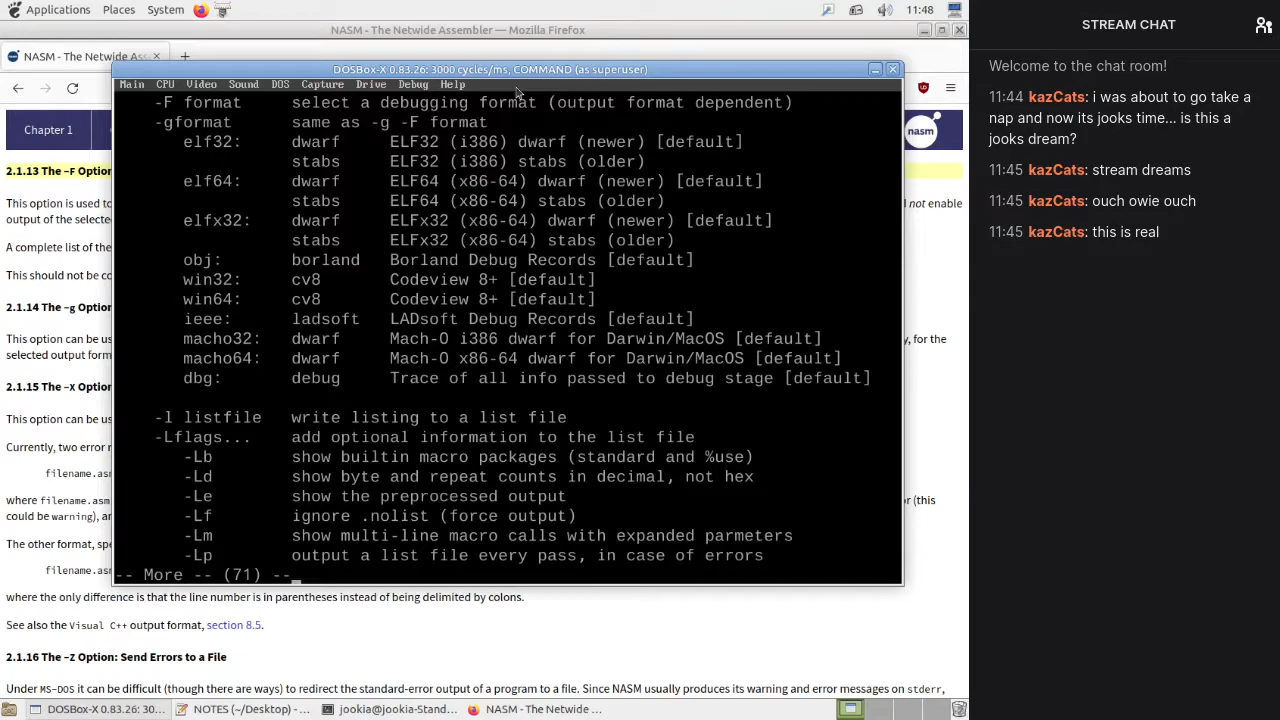 Applications Places System 11:48
NASM - The Netwide Assembler — Mozilla Firefox
NASM - The Netwide Ass
DOSBox-X 0.83.26: 3000 cycles/ms, COMMAND (as superuser)
Main CPU Video Sound DOS Capture Drive Debug Help
Chapter 1
nasm
-F format select a debugging format (output format dependent)
-gformat same as -g -F format
elf32: dwarf ELF32 (i386) dwarf (newer) [default]
stabs ELF32 (i386) stabs (older)
elf64: dwarf ELF64 (x86-64) dwarf (newer) [default]
stabs ELF64 (x86-64) stabs (older)
elfx32: dwarf ELFx32 (x86-64) dwarf (newer) [default]
stabs ELFx32 (x86-64) stabs (older)
obj: borland Borland Debug Records [default]
win32: cv8 Codeview 8+ [default]
win64: cv8 Codeview 8+ [default]
ieee: ladsoft LADsoft Debug Records [default]
macho32: dwarf Mach-O i386 dwarf for Darwin/MacOS [default]
macho64: dwarf Mach-O x86-64 dwarf for Darwin/MacOS [default]
dbg: debug Trace of all info passed to debug stage [default]
-l listfile write listing to a list file
-Lflags... add optional information to the list file
-Lb show builtin macro packages (standard and %use)
-Ld show byte and repeat counts in decimal, not hex
-Le show the preprocessed output
-Lf ignore .nolist (force output)
-Lm show multi-line macro calls with expanded parmeters
-Lp output a list file every pass, in case of errors
-- More -- (71) --
2.1.13 The -F Option
This option is used to not enable
output of the selected
A complete list of the
This should not be co
2.1.14 The -g Option
This option can be us y, for the
selected output form
2.1.15 The -X Option
This option can be us
Currently, two error r
filename.asm
where filename.asm or (this
could be warning), an
The other format, spe
filename.asm
where the only difference is that the line number is in parentheses instead of being delimited by colons.
See also the Visual C++ output format, section 8.5.
2.1.16 The -Z Option: Send Errors to a File
Under MS-DOS it can be difficult (though there are ways) to redirect the standard-error output of a program to a file. Since NASM usually produces its warning and error messages on stderr,
DOSBox-X 0.83.26: 30... NOTES (~/Desktop) - ... jookia@jookia-Stand... NASM - The Netwide ...
STREAM CHAT
Welcome to the chat room!
11:44 kazCats: i was about to go take a
nap and now its jooks time... is this a
jooks dream?
11:45 kazCats: stream dreams
11:45 kazCats: ouch owie ouch
11:45 kazCats: this is real